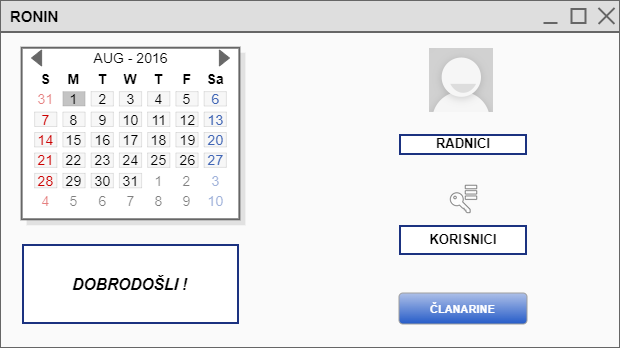 RONIN
AUG - 2016
S M T W T F Sa
31 1 2 3 4 5 6
7 8 9 10 11 12 13
14 15 16 17 18 19 20
21 22 23 24 25 26 27
28 29 30 31 1 2 3
4 5 6 7 8 9 10
DOBRODOŠLI !
RADNICI
KORISNICI
ČLANARINE